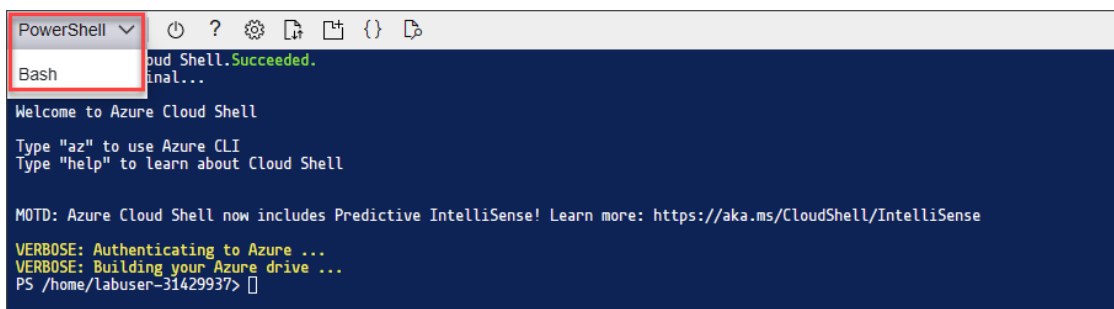 PowerShell
? { }
Bash
oud Shell.Succeeded.
inal...
Welcome to Azure Cloud Shell
Type "az" to use Azure CLI
Type "help" to learn about Cloud Shell
MOTD: Azure Cloud Shell now includes Predictive IntelliSense! Learn more: https://aka.ms/CloudShell/IntelliSense
VERBOSE: Authenticating to Azure ...
VERBOSE: Building your Azure drive ...
PS /home/labuser-31429937>